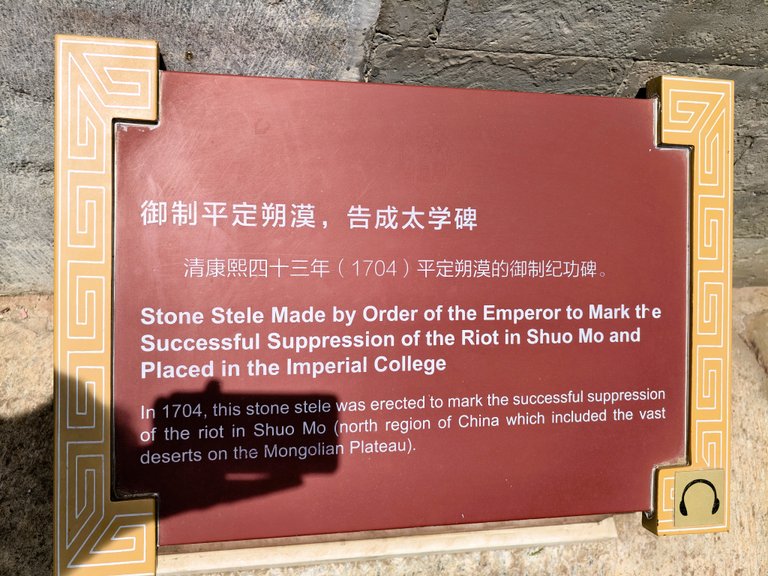 御制平定朔漠，告成太学碑
清康熙四十三年（1704）平定朔漠的御制纪功碑。
Stone Stele Made by Order of the Emperor to Mark the
Successful Suppression of the Riot in Shuo Mo and
Placed in the Imperial College
In 1704, this stone stele was erected to mark the successful suppression
of the riot in Shuo Mo (north region of China which included the vast
deserts on the Mongolian Plateau).